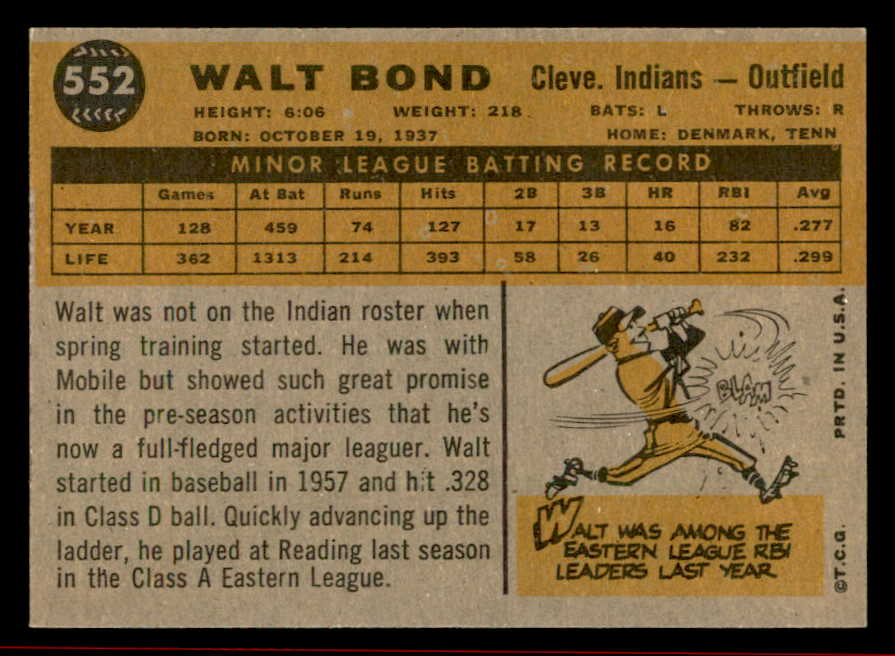 552
WALT BOND Cleve. Indians — Outfield
HEIGHT: 6:06 WEIGHT: 218 BATS: L THROWS: R
BORN: OCTOBER 19, 1937 HOME: DENMARK, TENN
MINOR LEAGUE BATTING RECORD
Games At Bat Runs Hits 2B 3B HR RBI Avg
YEAR 128 459 74 127 17 13 16 82 .277
LIFE 362 1313 214 393 58 26 40 232 .299
Walt was not on the Indian roster when
spring training started. He was with
Mobile but showed such great promise
in the pre-season activities that he's
now a full-fledged major leaguer. Walt
started in baseball in 1957 and hit .328
in Class D ball. Quickly advancing up the
ladder, he played at Reading last season
in the Class A Eastern League.
BLAM
WALT WAS AMONG THE
EASTERN LEAGUE RBI
LEADERS LAST YEAR
©T.C.G. PRTD. IN U.S.A.